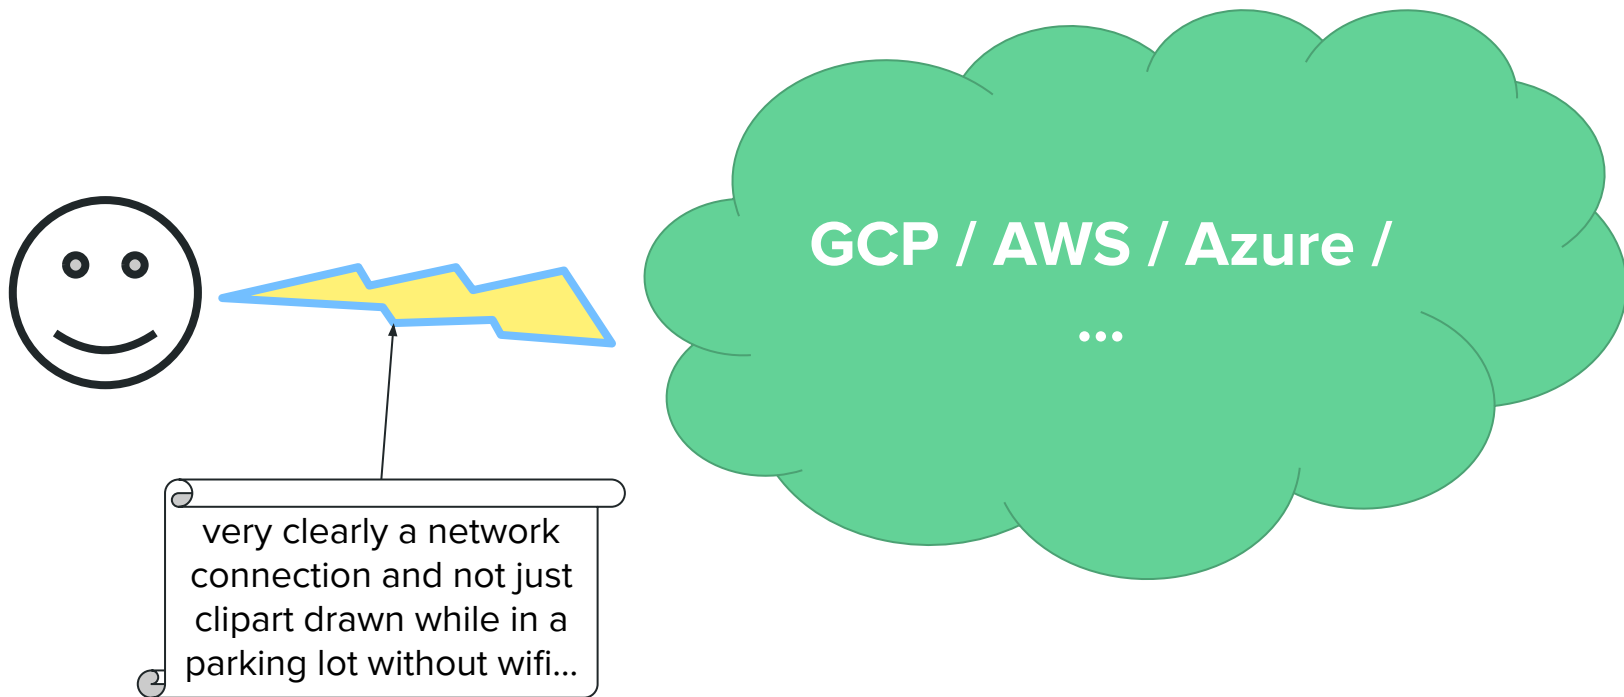 GCP / AWS / Azure /
...
very clearly a network
connection and not just
clipart drawn while in a
parking lot without wifi...